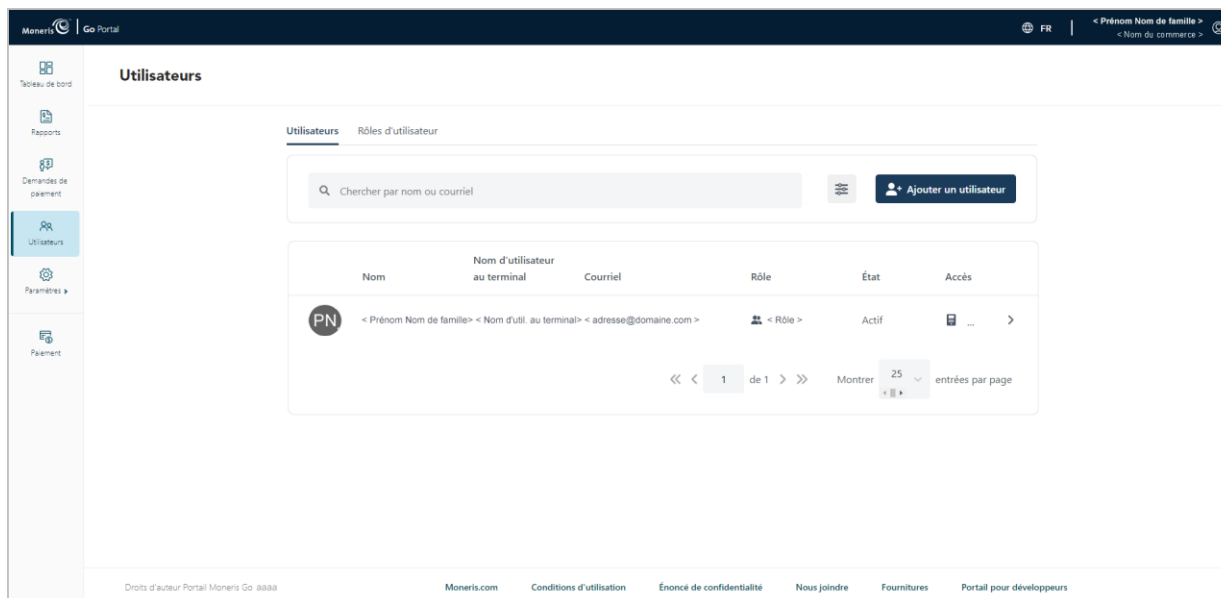 Moneris Go Portal
FR
< Prénom Nom de famille >
< Nom du commerce >
Tableau de bord
Rapports
Demandes de
paiement
Utilisateurs
Paramètres
Paiement
Utilisateurs
Utilisateurs Rôles d'utilisateur
Chercher par nom ou courriel
Ajouter un utilisateur
Nom d'utilisateur
Nom au terminal Courriel Rôle État Accès
PN < Prénom Nom de famille> < Nom d'util. au terminal> < adresse@domaine.com > < Rôle > Actif ...
1 de 1 Montrer 25 entrées par page
Droits d'auteur Portail Moneris Go aaaa Moneris.com Conditions d'utilisation Énoncé de confidentialité Nous joindre Fournitures Portail pour développeurs